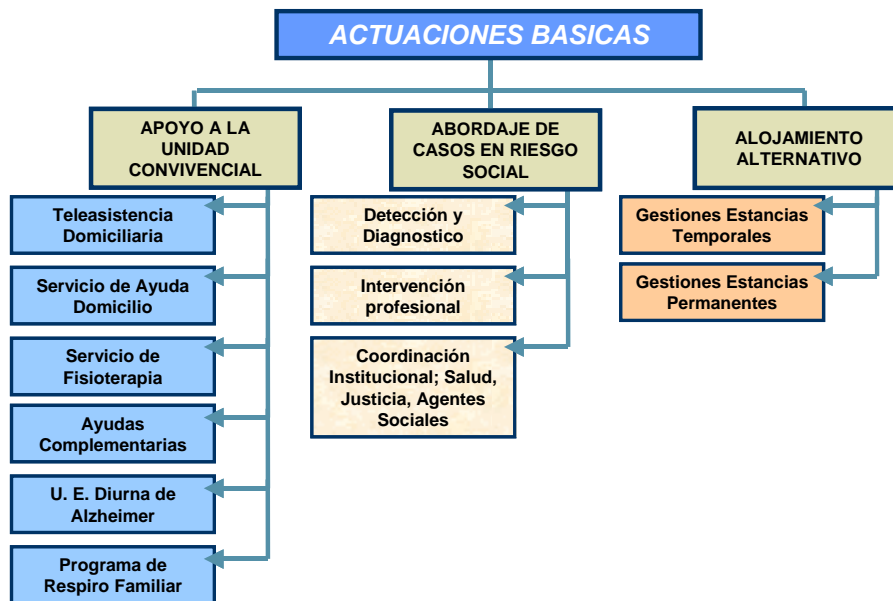 ACTUACIONES BASICAS
APOYO A LA
UNIDAD
CONVIVENCIAL
ABORDAJE DE
CASOS EN RIESGO
SOCIAL
ALOJAMIENTO
ALTERNATIVO
Teleasistencia
Domiciliaria
Servicio de Ayuda
Domicilio
Servicio de
Fisioterapia
Ayudas
Complementarias
U. E. Diurna de
Alzheimer
Programa de
Respiro Familiar
Detección y
Diagnostico
Intervención
profesional
Coordinación
Institucional; Salud,
Justicia, Agentes
Sociales
Gestiones Estancias
Temporales
Gestiones Estancias
Permanentes